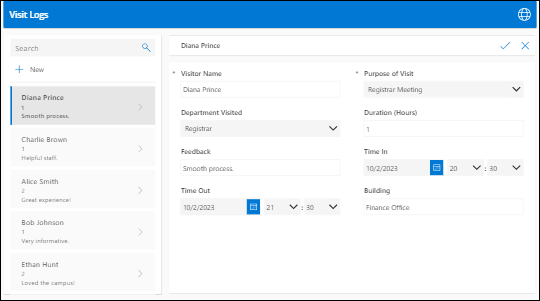 Visit Logs
Search
New
Diana Prince
1
Smooth process.
Charlie Brown
1
Helpful staff.
Alice Smith
2
Great experience!
Bob Johnson
1
Very informative.
Ethan Hunt
2
Loved the campus!
Diana Prince
* Visitor Name
Diana Prince
* Purpose of Visit
Registrar Meeting
Department Visited
Registrar
Duration (Hours)
1
Feedback
Smooth process.
Time In
10/2/2023 20 : 30
Time Out
10/2/2023 21 : 30
Building
Finance Office